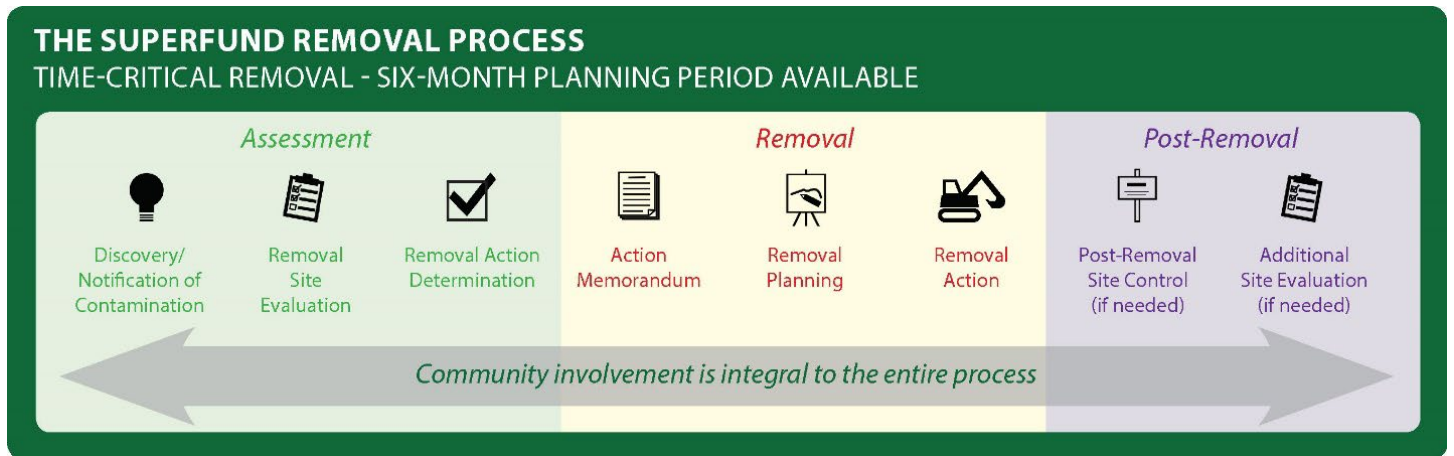 THE SUPERFUND REMOVAL PROCESS
TIME-CRITICAL REMOVAL - SIX-MONTH PLANNING PERIOD AVAILABLE
Assessment
Discovery/
Notification of
Contamination
Removal
Site
Evaluation
Removal Action
Determination
Removal
Action
Memorandum
Removal
Planning
Removal
Action
Post-Removal
Post-Removal
Site Control
(if needed)
Additional
Site Evaluation
(if needed)
Community involvement is integral to the entire process